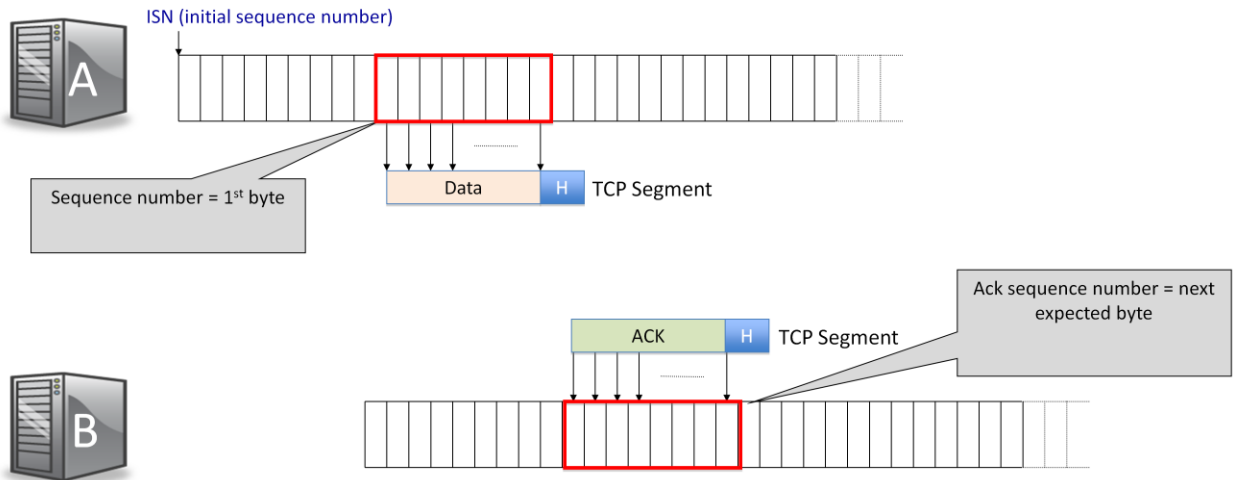 ISN (initial sequence number)
A
Sequence number = 1st byte
Data
H
TCP Segment
Ack sequence number = next
expected byte
ACK
H
TCP Segment
B